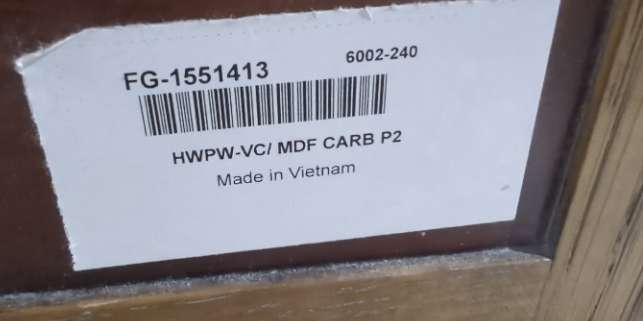 6002-240
FG-1551413
HWPW-VC/ MDF CARB P2
Made in Vietnam